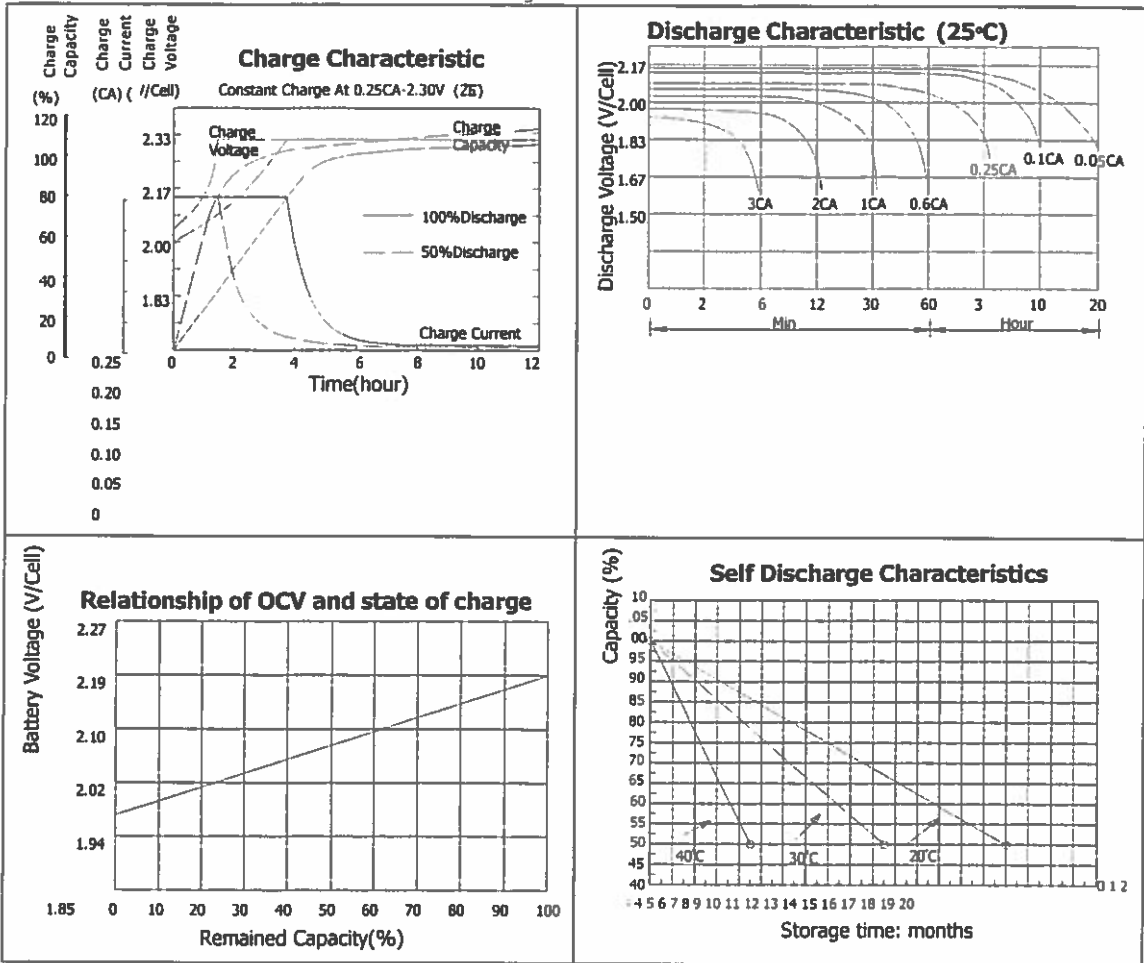 Charge Characteristic
Charge Capacity
Charge Current
Charge Voltage
(%) (CA) ( //Cell)
Constant Charge At 0.25CA-2.30V (25)
120
100
80
60
40
20
0
0.25
0.20
0.15
0.10
0.05
0
2.33
2.17
2.00
1.83
Charge Voltage
Charge Capacity
100%Discharge
50%Discharge
Charge Current
0 2 4 6 8 10 12
Time(hour)
Discharge Characteristic (25°C)
Discharge Voltage (V/Cell)
2.17
2.00
1.83
1.67
1.50
3CA 2CA 1CA 0.6CA 0.25CA 0.1CA 0.05CA
0 2 6 12 30 60 3 10 20
Min Hour
Relationship of OCV and state of charge
Battery Voltage (V/Cell)
2.27
2.19
2.10
2.02
1.94
1.85
0 10 20 30 40 50 60 70 80 90 100
Remained Capacity(%)
Self Discharge Characteristics
Capacity (%)
10
.05
00
95
90
85
80
75
70
65
60
55
50
45
40
40°C 30°C 20°C
0 1 2
4 5 6 7 8 9 10 11 12 13 14 15 16 17 18 19 20
Storage time: months